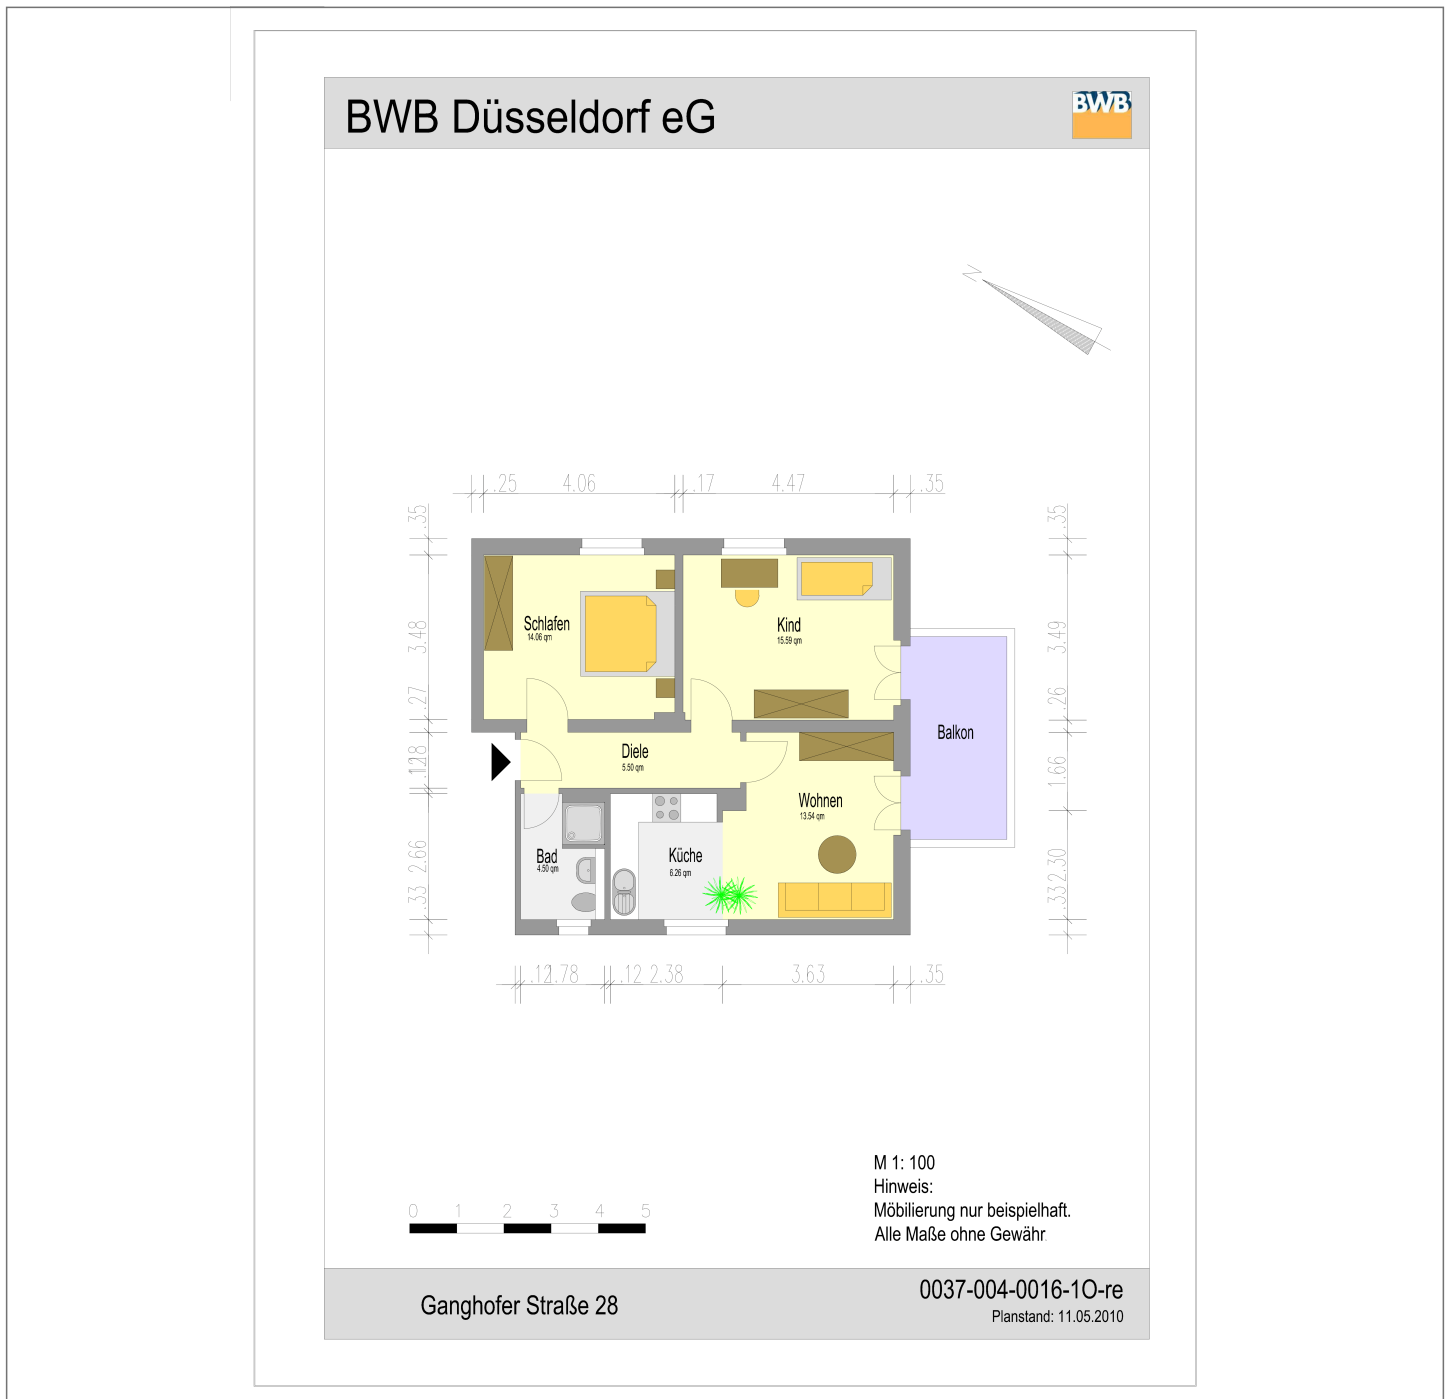 BWB Düsseldorf eG
BWB
N
.25 4.06 .17 4.47 .35
.35
3.48
.27
.35
3.49
.26
1.66
2.30
.33
2.66
.33
Schlafen
14.06 qm
Kind
15.59 qm
Balkon
Diele
5.50 qm
Wohnen
13.54 qm
Bad
4.50 qm
Küche
6.26 qm
.12 1.78 .12 2.38 3.63 .35
M 1: 100
Hinweis:
Möbilierung nur beispielhaft.
Alle Maße ohne Gewähr
0 1 2 3 4 5
Ganghofer Straße 28
0037-004-0016-1O-re
Planstand: 11.05.2010